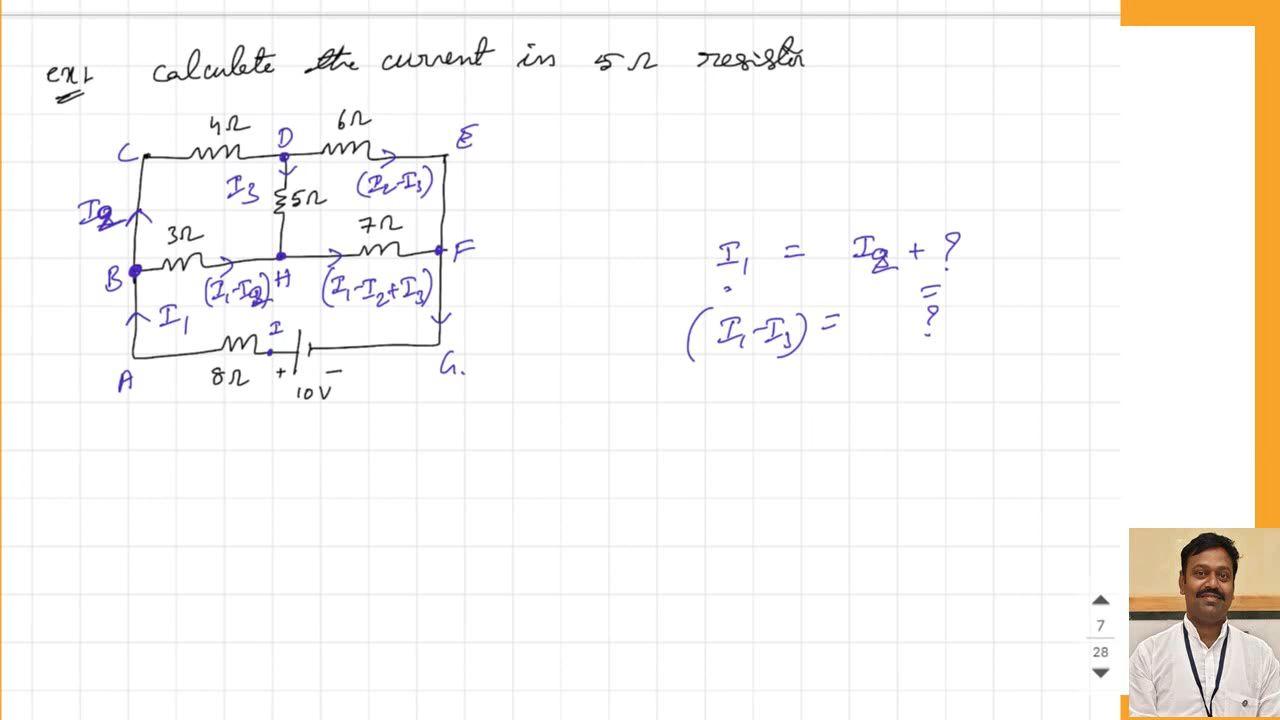 ex1 Calculate the current in 5Ω resistor
4Ω
6Ω
C
D
E
I3
5Ω
(I2-I3)
I2
3Ω
7Ω
B
(I1-I2)
H
(I1-I2+I3)
F
I1
I
A
8Ω
+
-
10V
G.
I1 = I2 + ?
=
(I1-I3) = ?
7
28